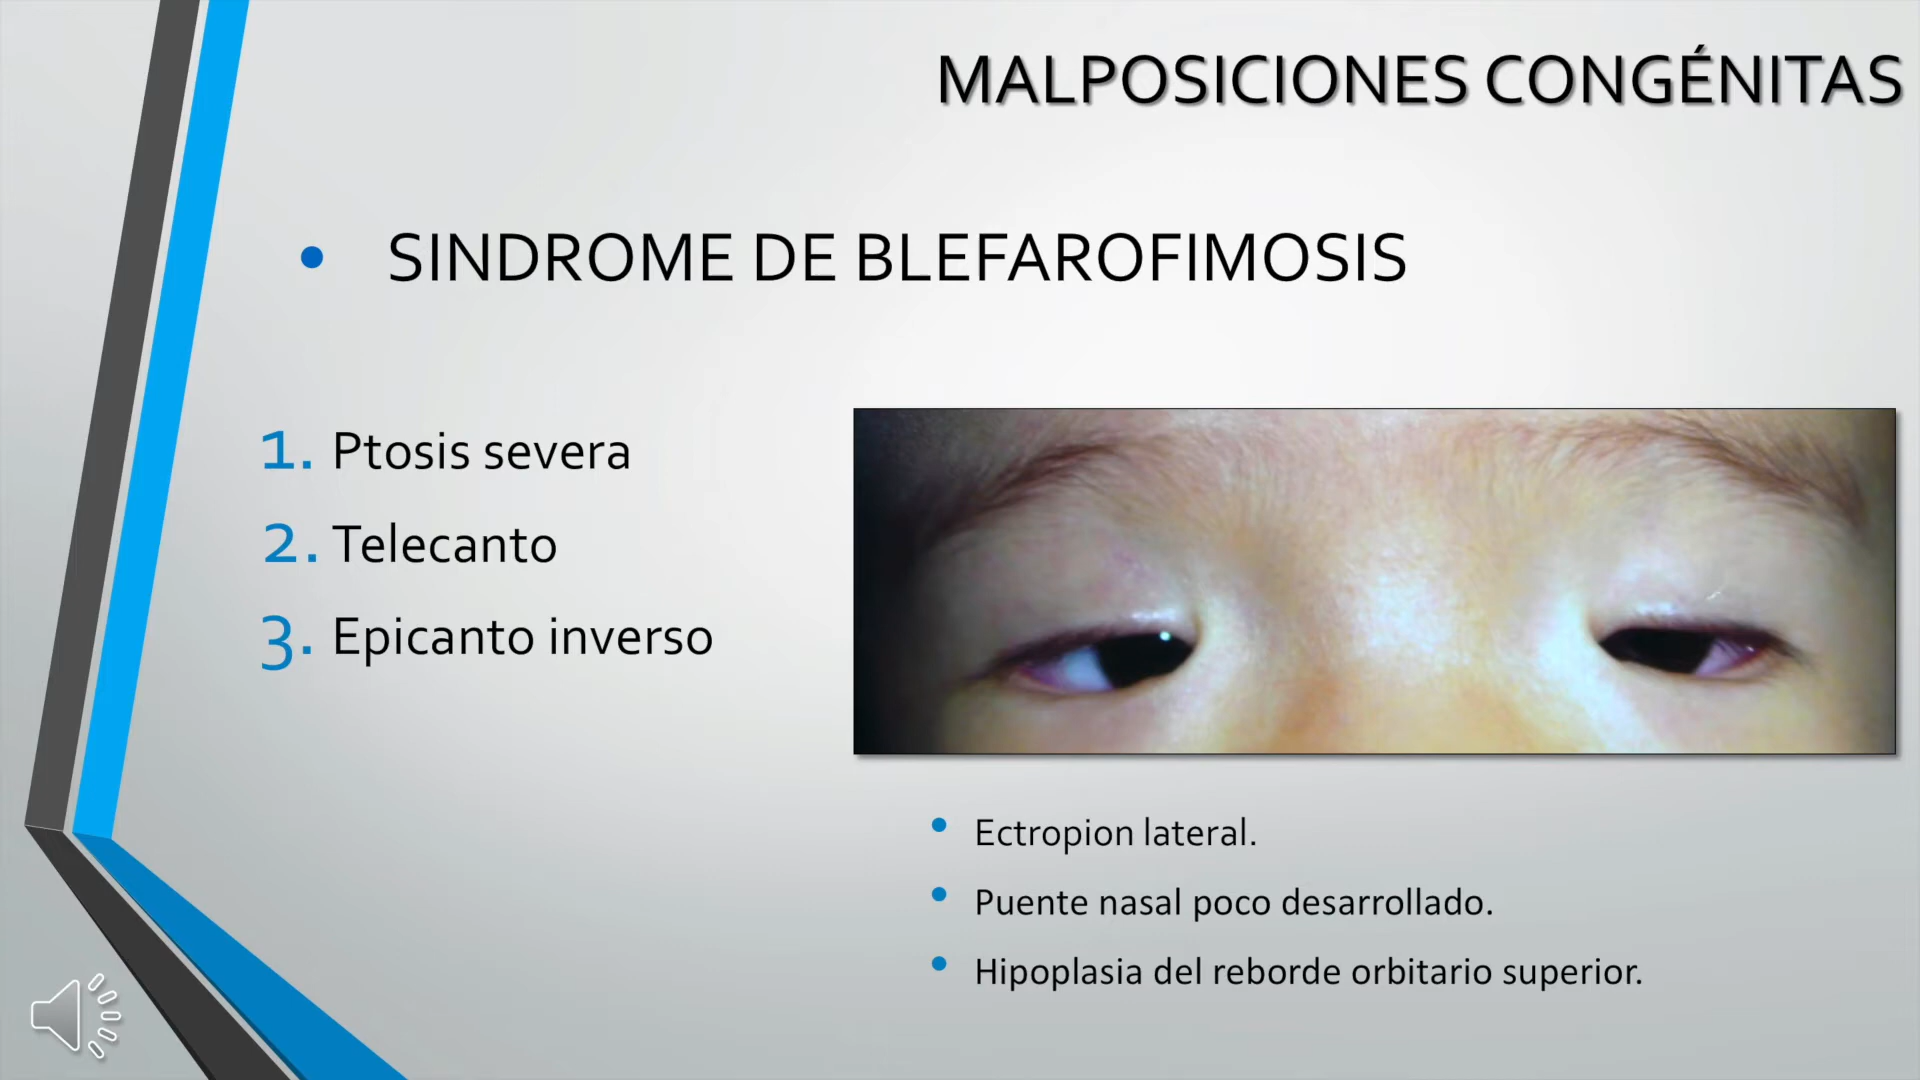 MALPOSICIONES CONGÉNITAS
• SINDROME DE BLEFAROFIMOSIS
1. Ptosis severa
2. Telecanto
3. Epicanto inverso
• Ectropion lateral.
• Puente nasal poco desarrollado.
• Hipoplasia del reborde orbitario superior.